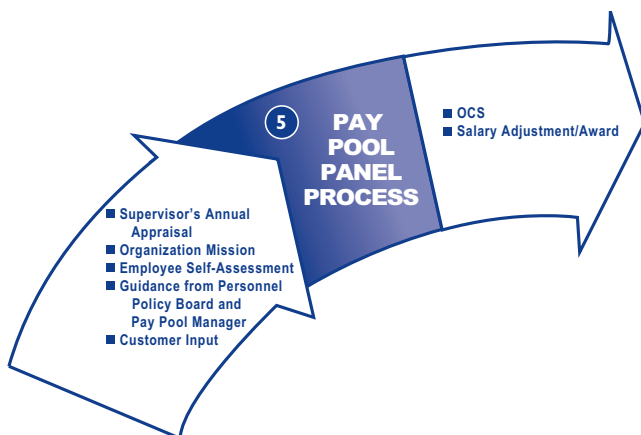 5
PAY
POOL
PANEL
PROCESS
■ OCS
■ Salary Adjustment/Award
■ Supervisor's Annual
Appraisal
■ Organization Mission
■ Employee Self-Assessment
■ Guidance from Personnel
Policy Board and
Pay Pool Manager
■ Customer Input